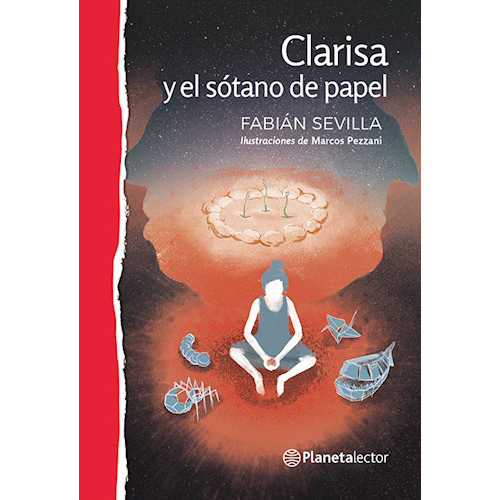 Clarisa
y el sótano de papel
FABIÁN SEVILLA
Ilustraciones de Marcos Pezzani
Planetalector